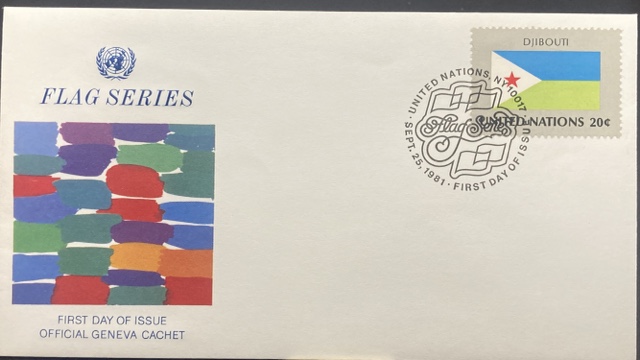 FLAG SERIES
FIRST DAY OF ISSUE
OFFICIAL GENEVA CACHET
DJIBOUTI
UNITED NATIONS 20¢
UNITED NATIONS, NY 10017
Flag Series
SEPT. 25, 1981 · FIRST DAY OF ISSUE